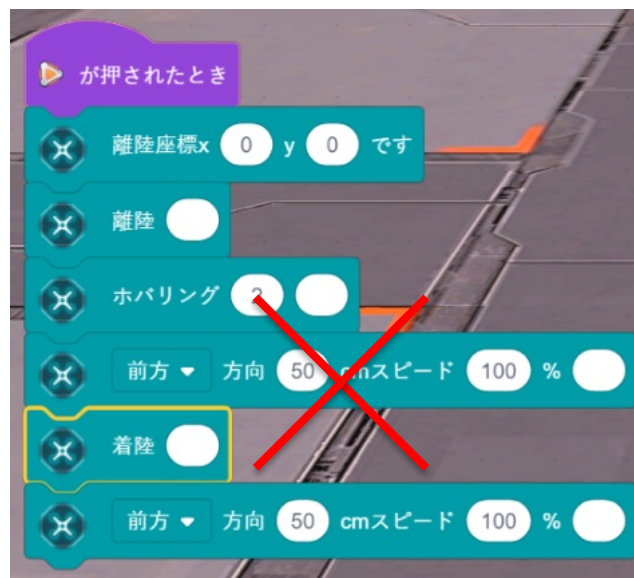 が押されたとき
離陸座標x 0 y 0 です
離陸
ホバリング
前方 方向 50 cmスピード 100 %
着陸
前方 方向 50 cmスピード 100 %